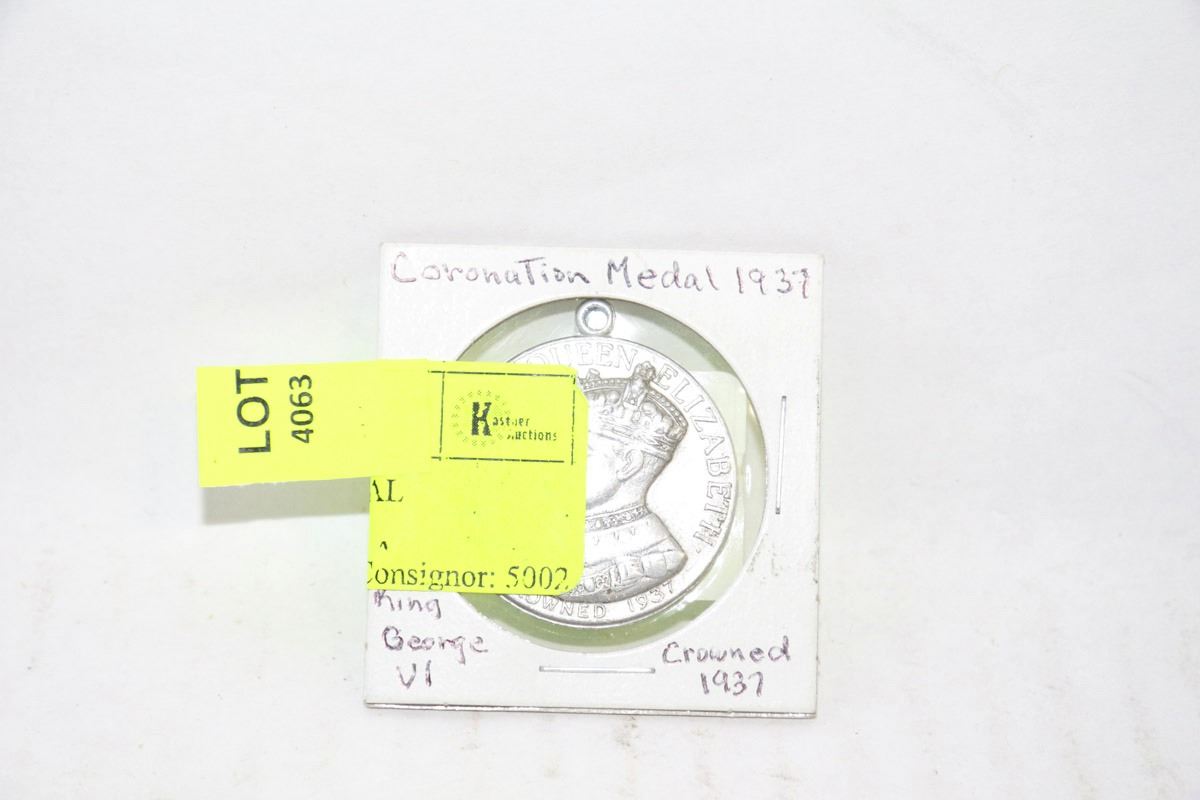 Coronation Medal 1937
QUEEN ELIZABETH.
CROWNED 1937
LOT
4063
Kastner
Auctions
AL
Consignor: 5002
King
George
VI
Crowned
1937